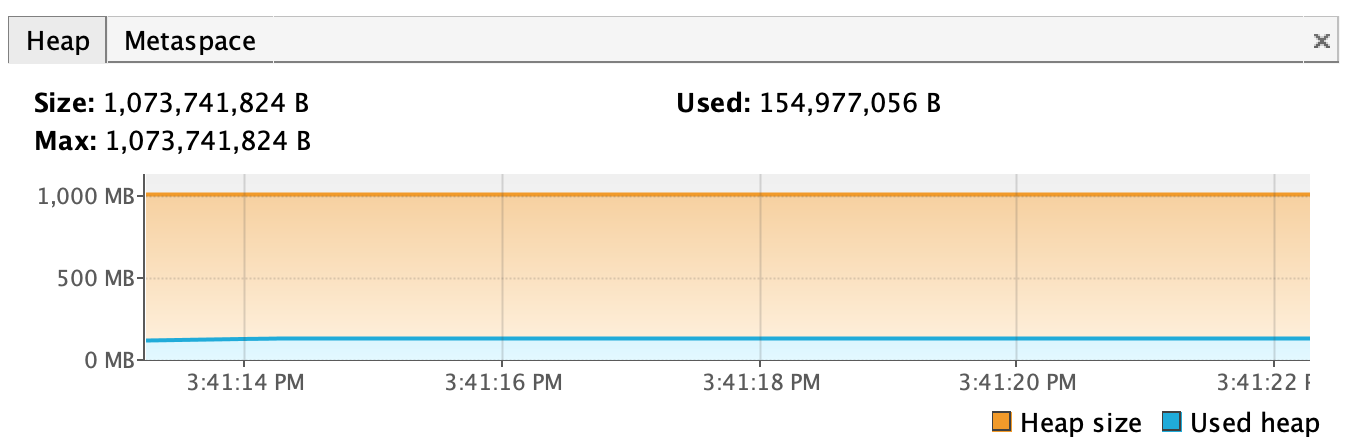 Heap Metaspace
Size: 1,073,741,824 B Used: 154,977,056 B
Max: 1,073,741,824 B
1,000 MB
500 MB
0 MB
3:41:14 PM 3:41:16 PM 3:41:18 PM 3:41:20 PM 3:41:22 P
Heap size Used heap